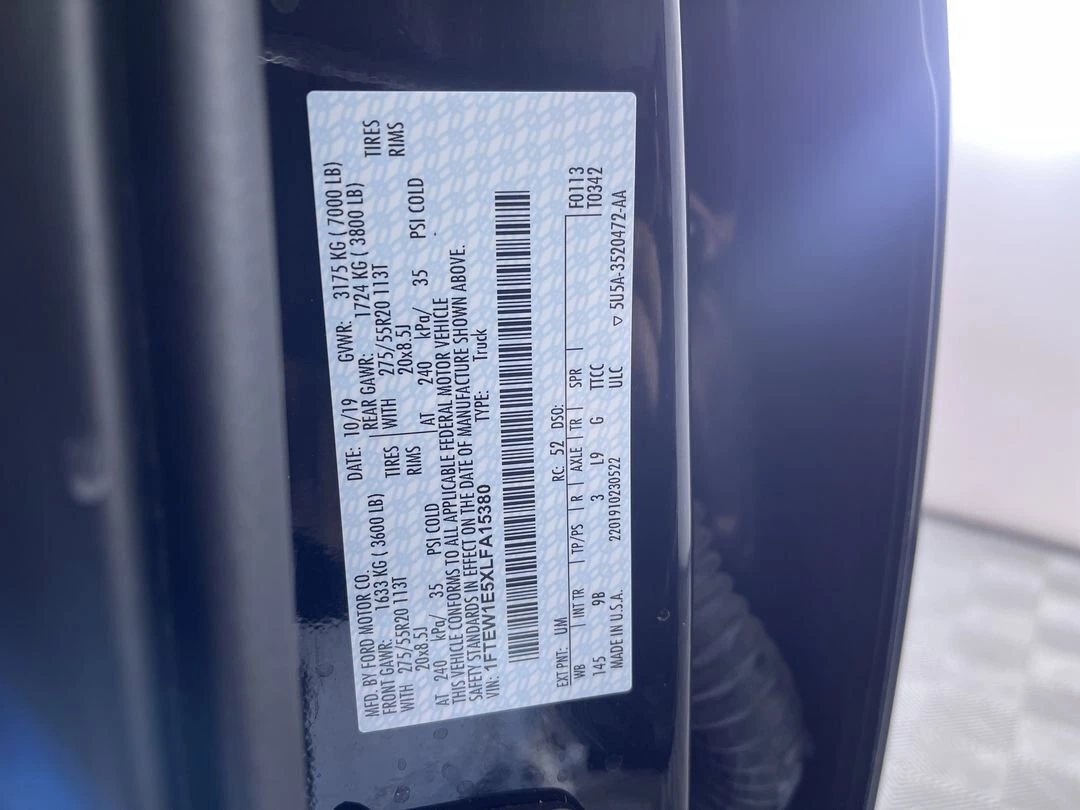 MFD. BY FORD MOTOR CO. DATE: 10/19 GVWR: 3175 KG ( 7000 LB)
FRONT GAWR: 1633 KG ( 3600 LB) REAR GAWR: 1724 KG ( 3800 LB)
WITH 275/55R20 113T TIRES WITH 275/55R20 113T TIRES
20x8.5J RIMS 20x8.5J RIMS
AT 240 kPa/ 35 PSI COLD AT 240 kPa/ 35 PSI COLD
THIS VEHICLE CONFORMS TO ALL APPLICABLE FEDERAL MOTOR VEHICLE
SAFETY STANDARDS IN EFFECT ON THE DATE OF MANUFACTURE SHOWN ABOVE.
VIN: 1FTEW1E5XLFA15380 TYPE: Truck
EXT PNT: UM RC: 52 DSO: F0113
WB INT TR TP/PS R AXLE TR SPR T0342
145 9B 3 L9 G TTCC
MADE IN U.S.A. 2201910230522 ULC ▽ 5U5A-3520472-AA